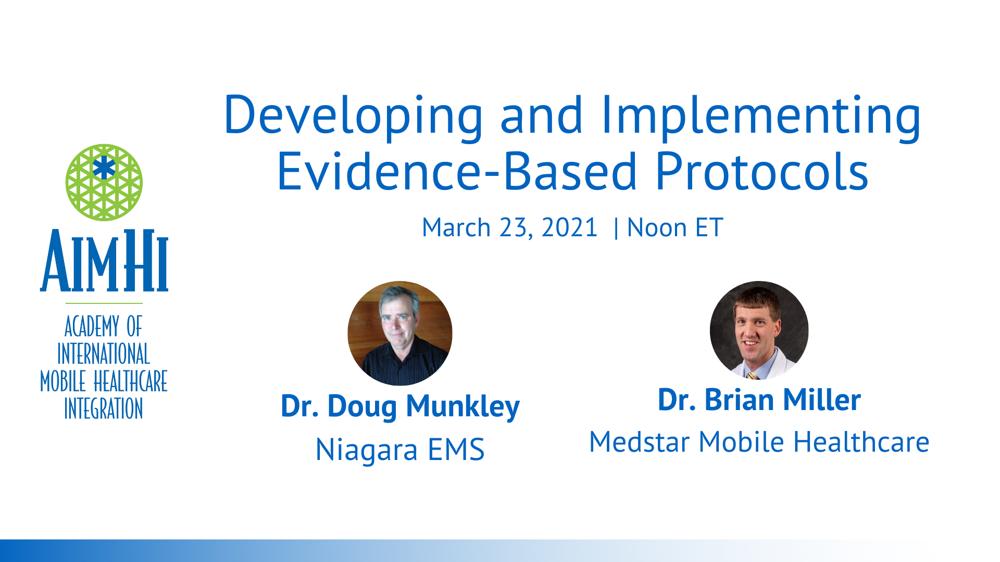 Developing and Implementing
Evidence-Based Protocols
March 23, 2021 | Noon ET
AIMHI
ACADEMY OF
INTERNATIONAL
MOBILE HEALTHCARE
INTEGRATION
Dr. Doug Munkley
Niagara EMS
Dr. Brian Miller
Medstar Mobile Healthcare